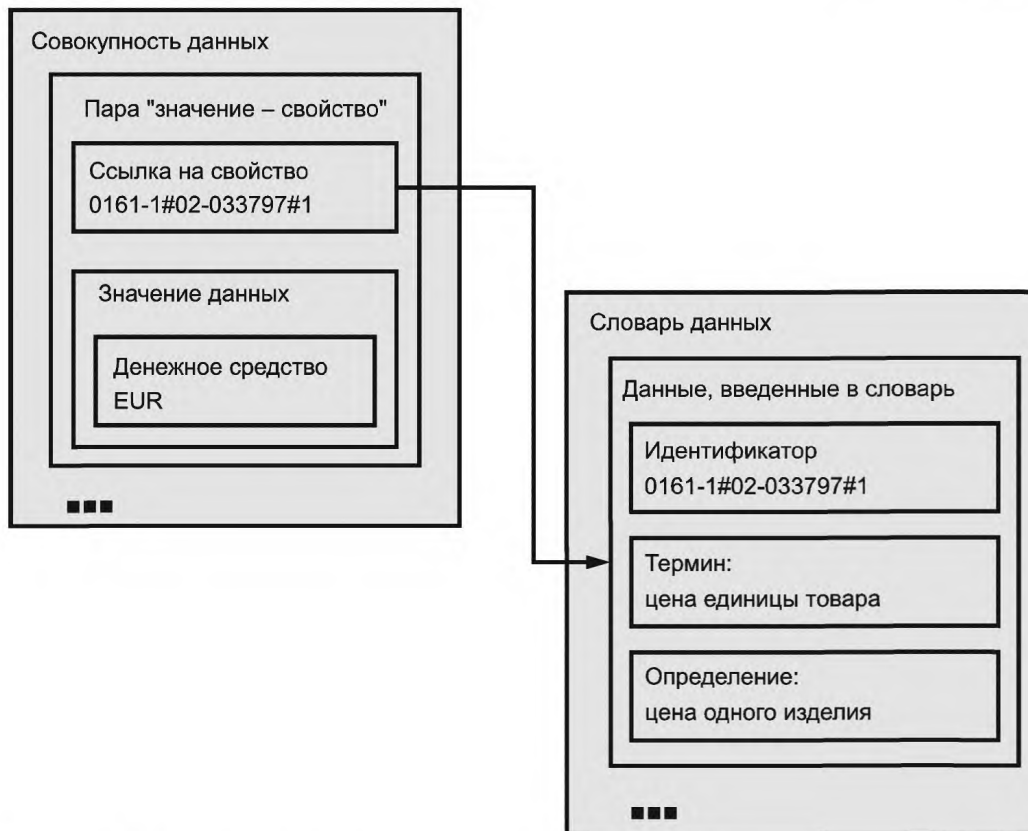 Совокупность данных
Пара "значение – свойство"
Ссылка на свойство
0161-1#02-033797#1
Значение данных
Денежное средство
EUR
Словарь данных
Данные, введенные в словарь
Идентификатор
0161-1#02-033797#1
Термин:
цена единицы товара
Определение:
цена одного изделия